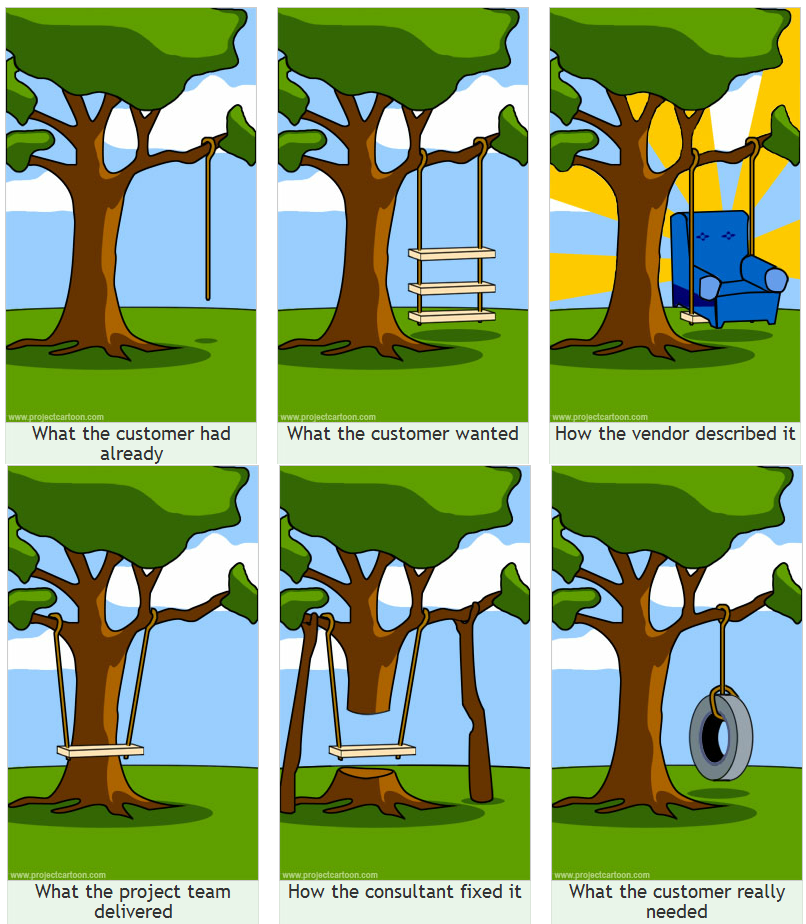 www.projectcartoon.com
www.projectcartoon.com
www.projectcartoon.com
What the customer had
already
What the customer wanted
How the vendor described it
www.projectcartoon.com
www.projectcartoon.com
www.projectcartoon.com
What the project team
delivered
How the consultant fixed it
What the customer really
needed